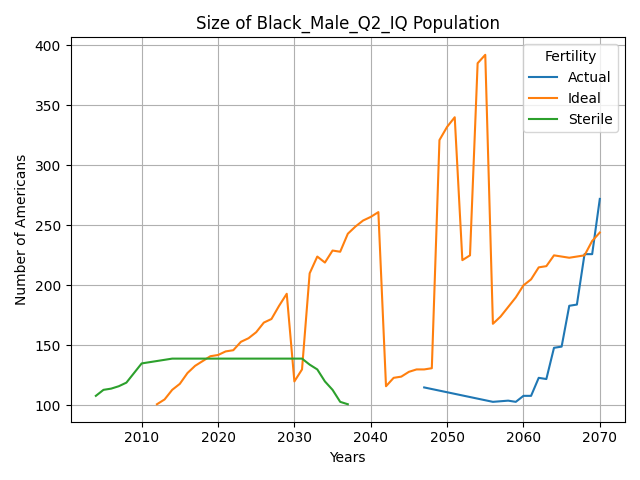 Size of Black_Male_Q2_IQ Population
Number of Americans
400
350
300
250
200
150
100
Fertility
Actual
Ideal
Sterile
2010 2020 2030 2040 2050 2060 2070
Years